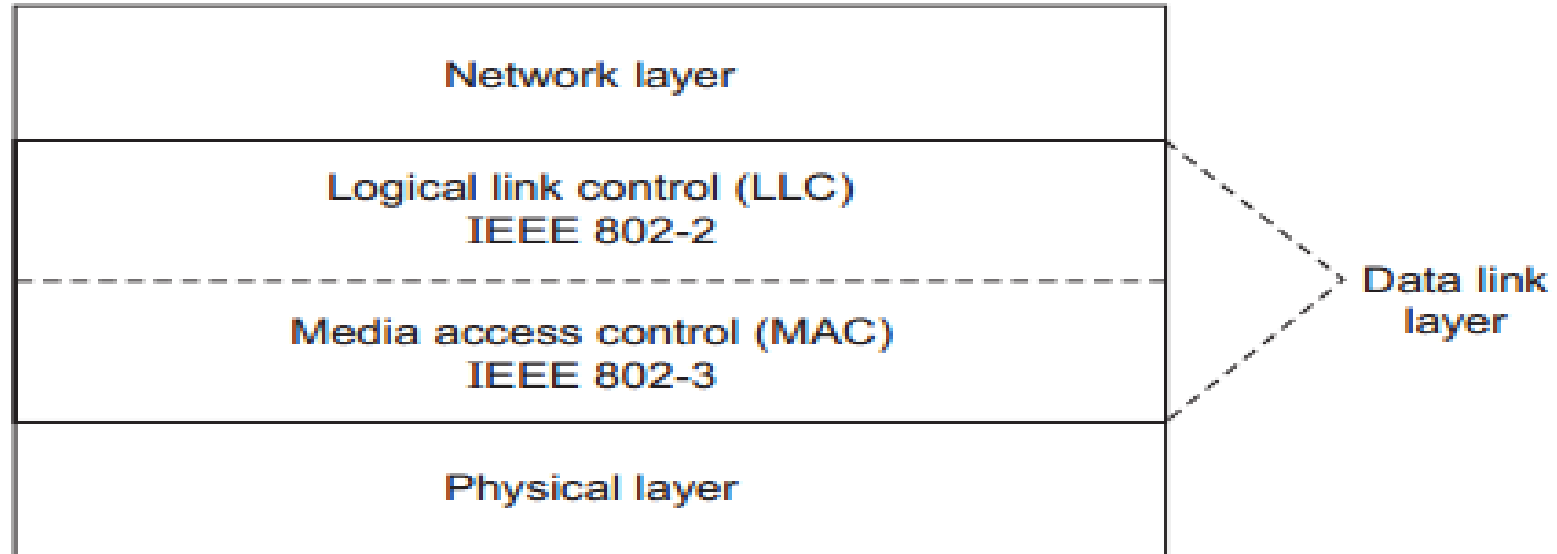 Network layer
Logical link control (LLC)
IEEE 802-2
Media access control (MAC)
IEEE 802-3
Data link
layer
Physical layer